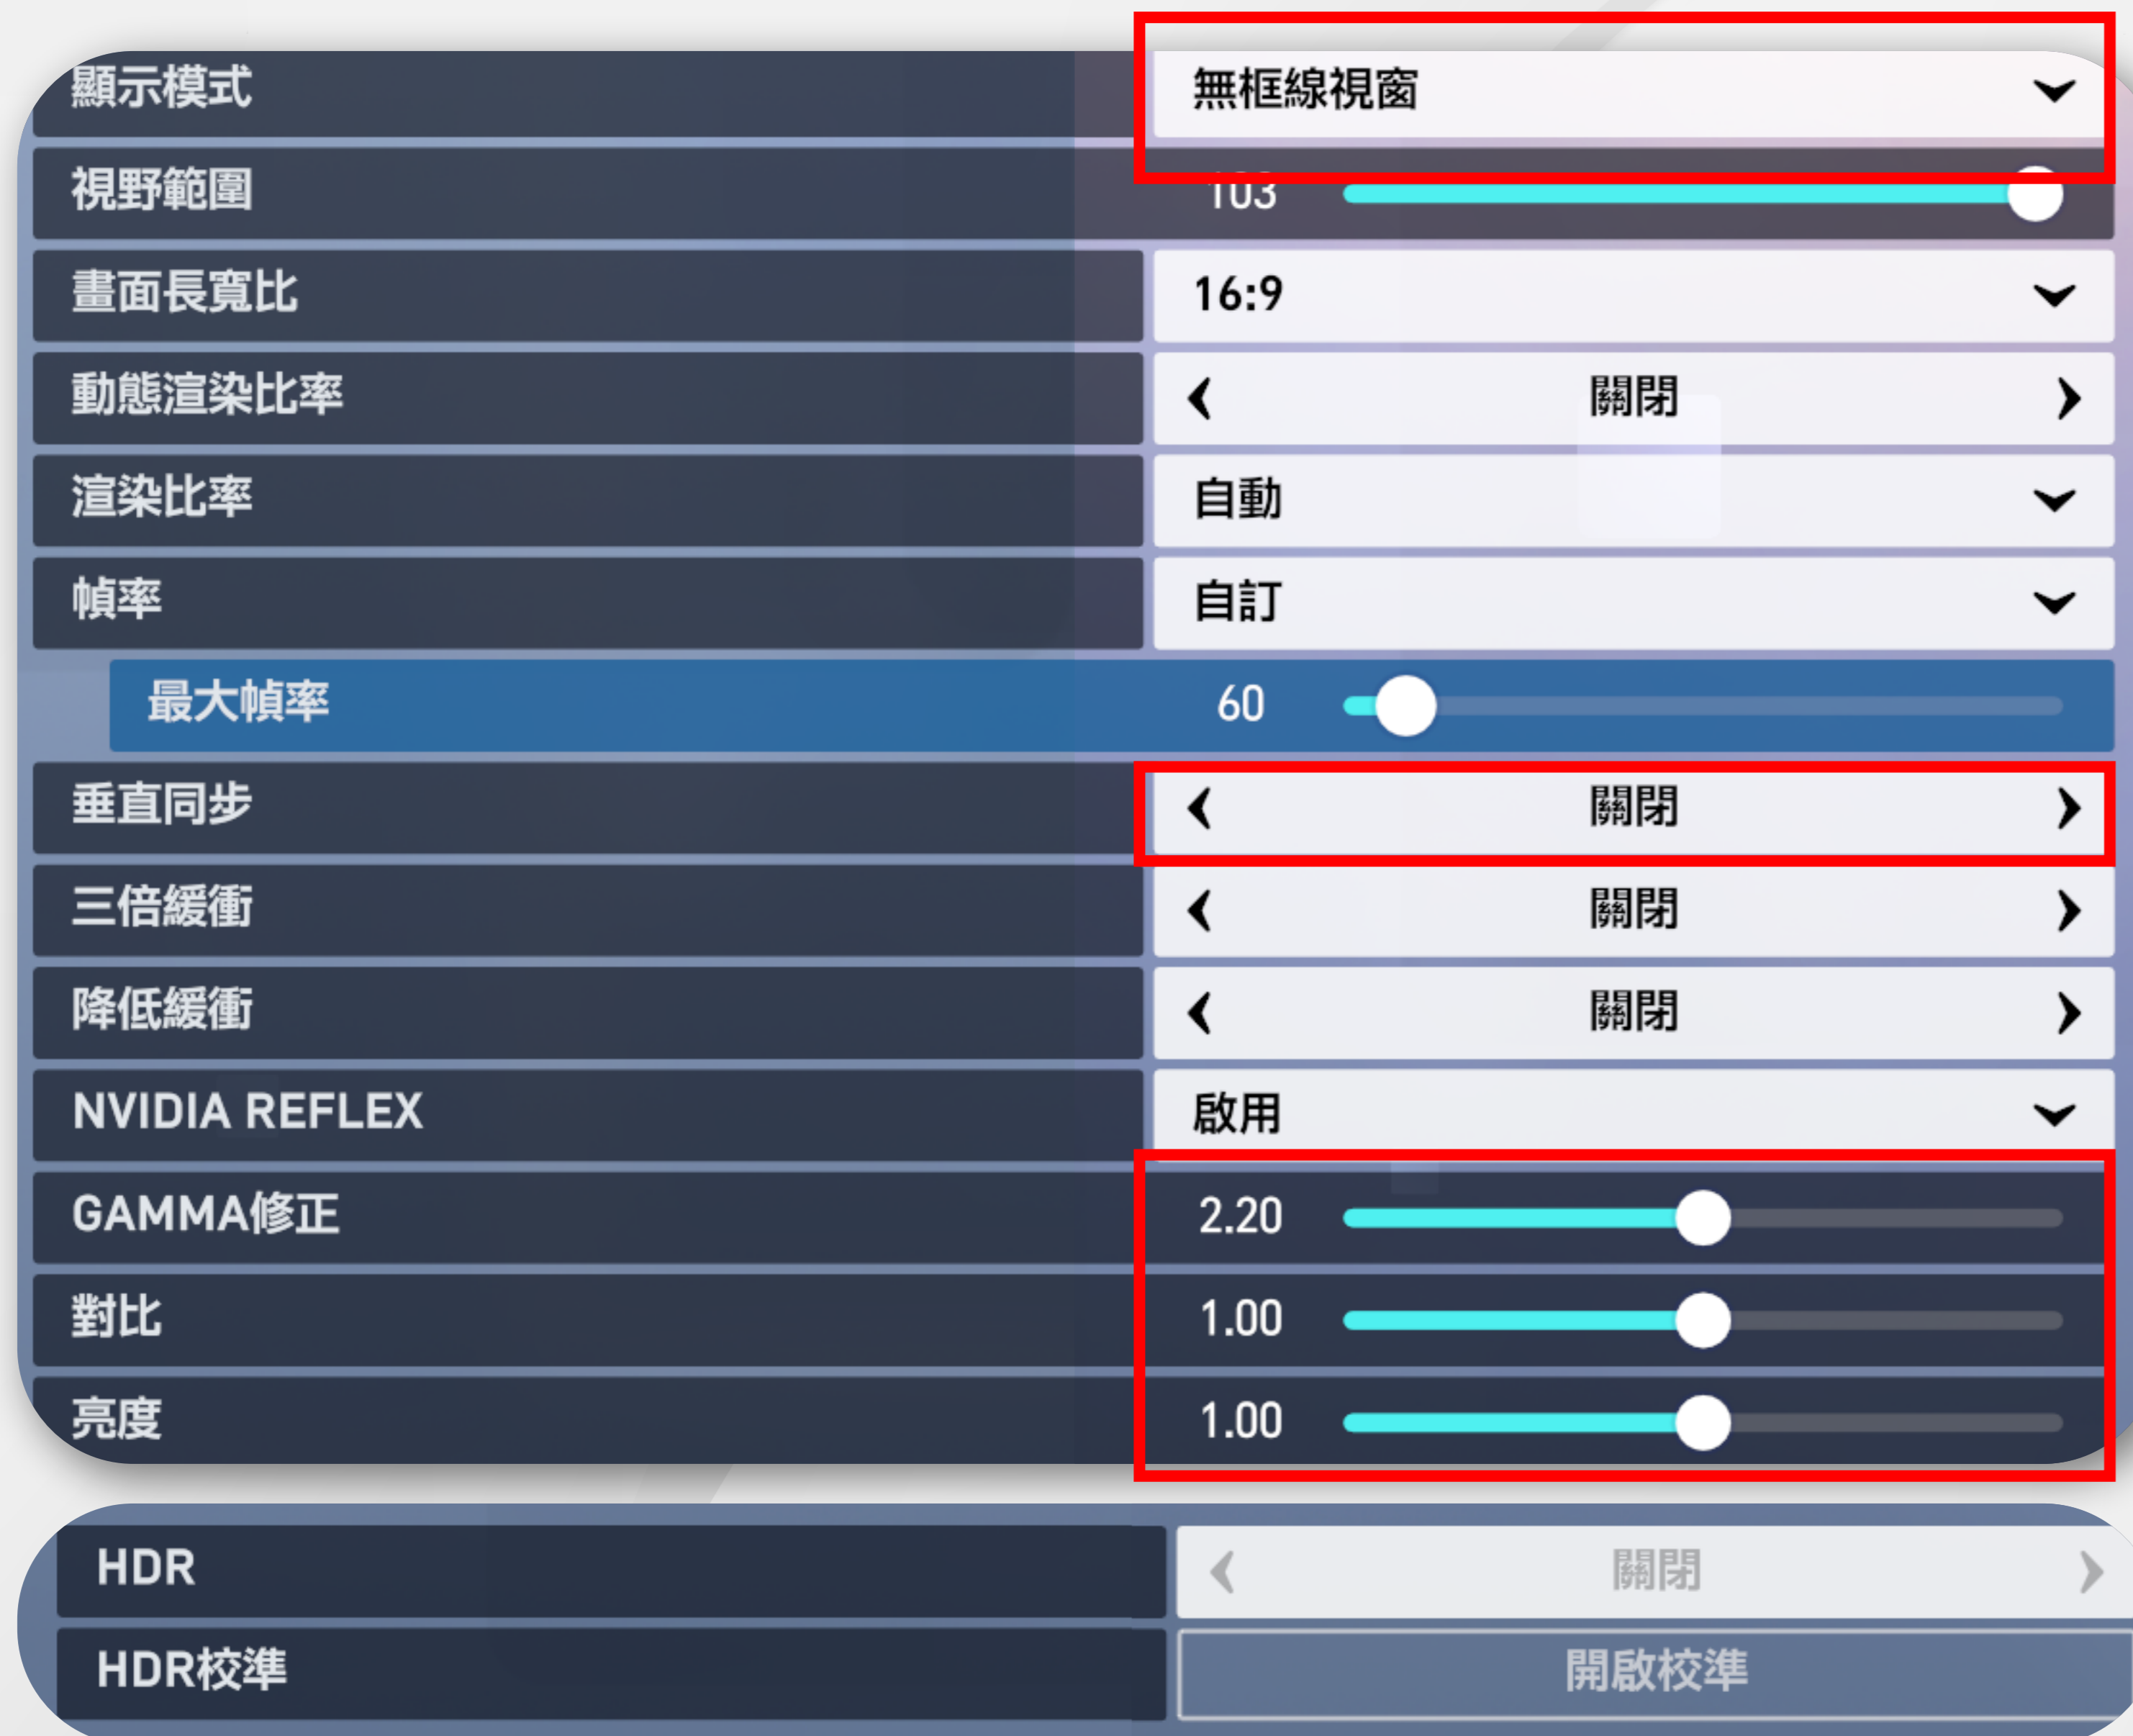 顯示模式 無框線視窗
視野範圍 103
畫面長寬比 16:9
動態渲染比率 關閉
渲染比率 自動
幀率 自訂
最大幀率 60
垂直同步 關閉
三倍緩衝 關閉
降低緩衝 關閉
NVIDIA REFLEX 啟用
GAMMA修正 2.20
對比 1.00
亮度 1.00
HDR 關閉
HDR校準 開啟校準